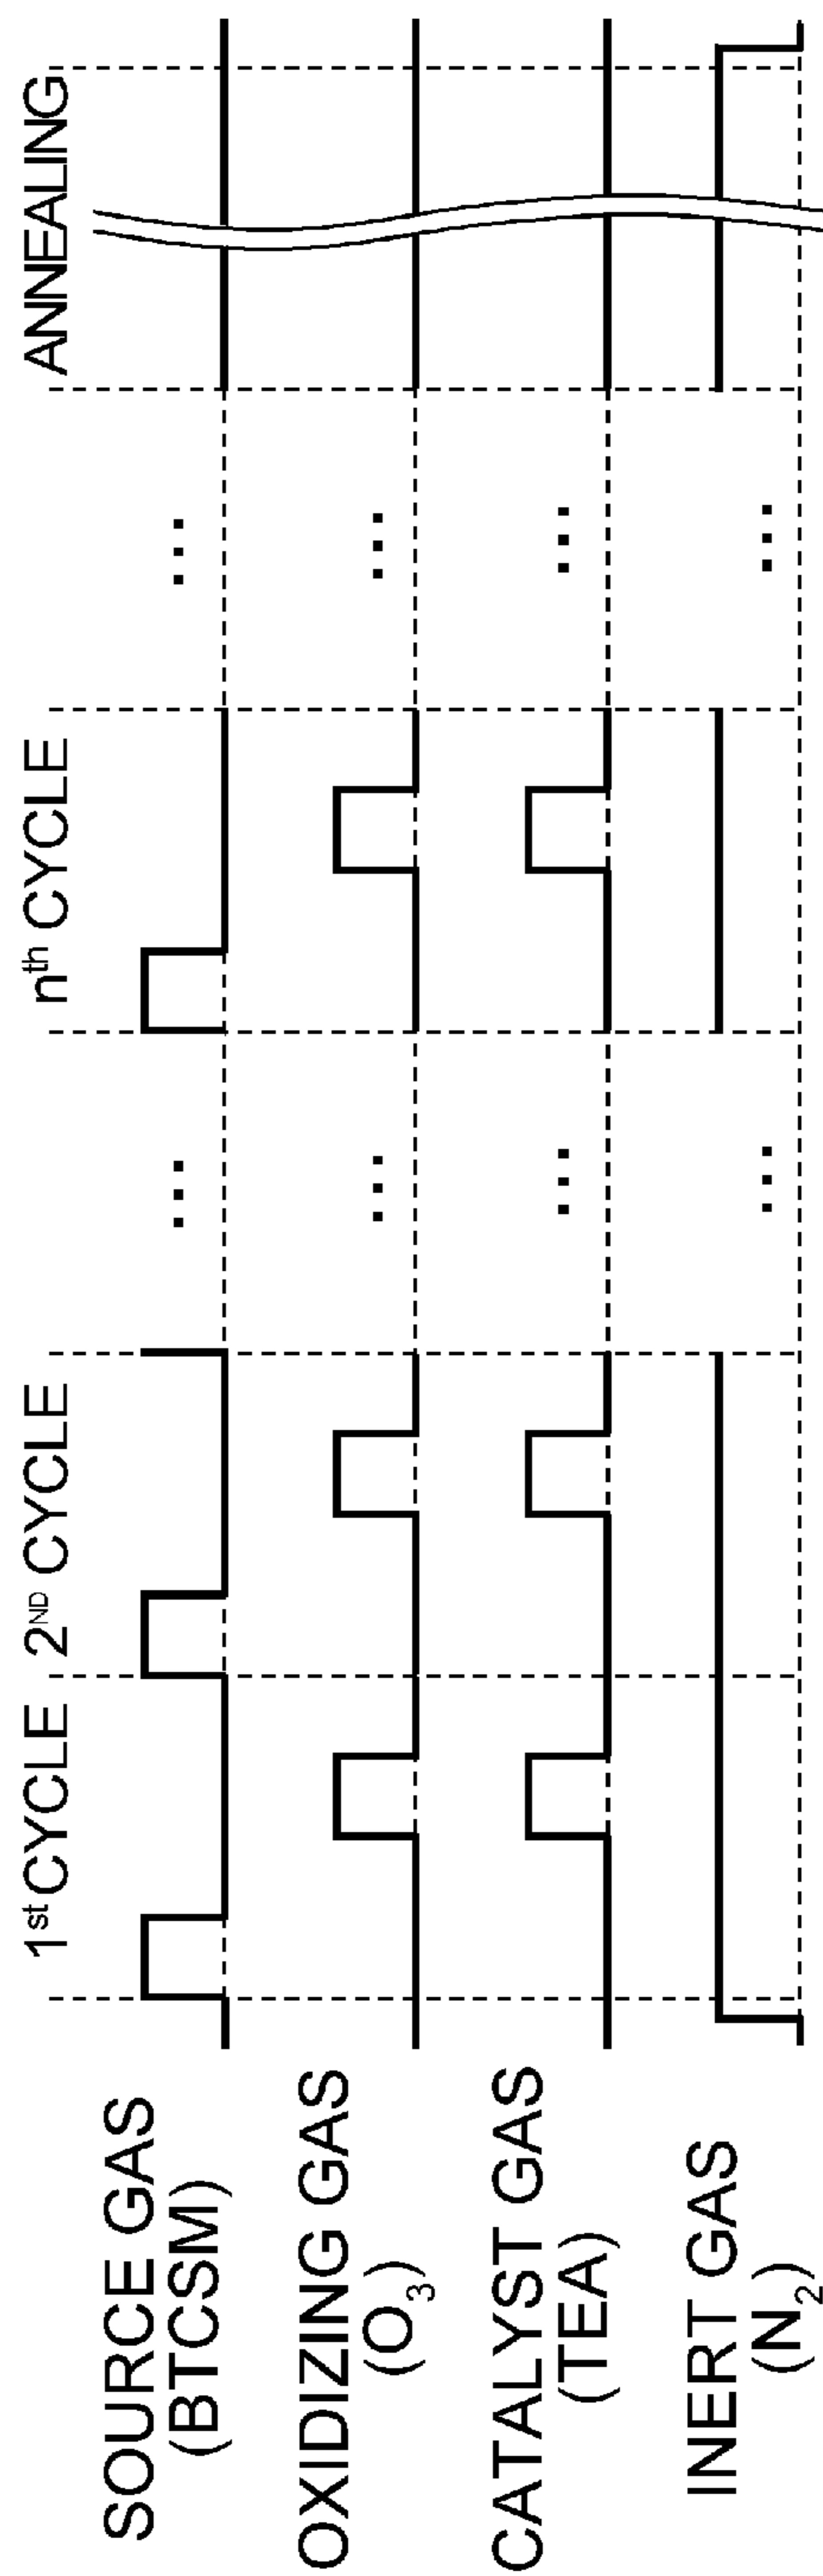 1st CYCLE 2ND CYCLE ... nth CYCLE ... ANNEALING
SOURCE GAS
(BTCSM)
... ...
OXIDIZING GAS
(O3)
... ...
CATALYST GAS
(TEA)
... ...
INERT GAS
(N2)
... ...